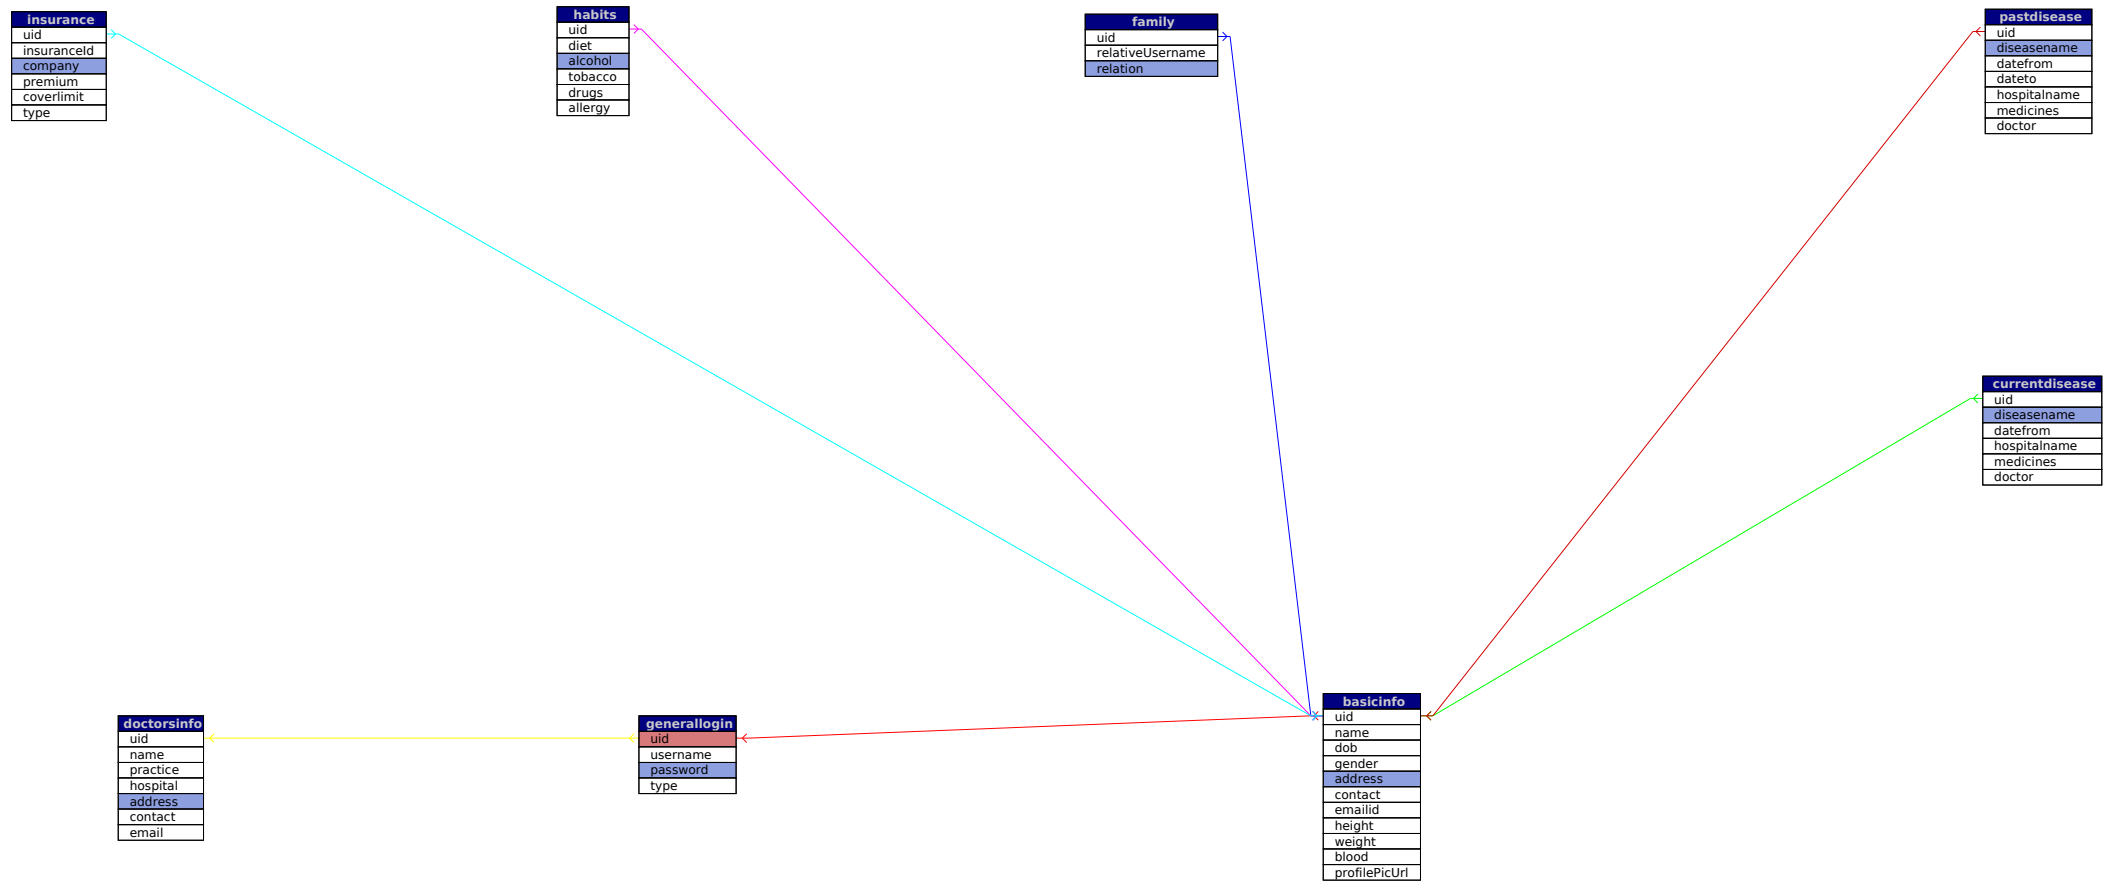 insurance
uid
insuranceId
company
premium
coverlimit
type
habits
uid
diet
alcohol
tobacco
drugs
allergy
family
uid
relativeUsername
relation
pastdisease
uid
diseasename
datefrom
dateto
hospitalname
medicines
doctor
currentdisease
uid
diseasename
datefrom
hospitalname
medicines
doctor
doctorsinfo
uid
name
practice
hospital
address
contact
email
generallogin
uid
username
password
type
basicinfo
uid
name
dob
gender
address
contact
emailid
height
weight
blood
profilePicUrl